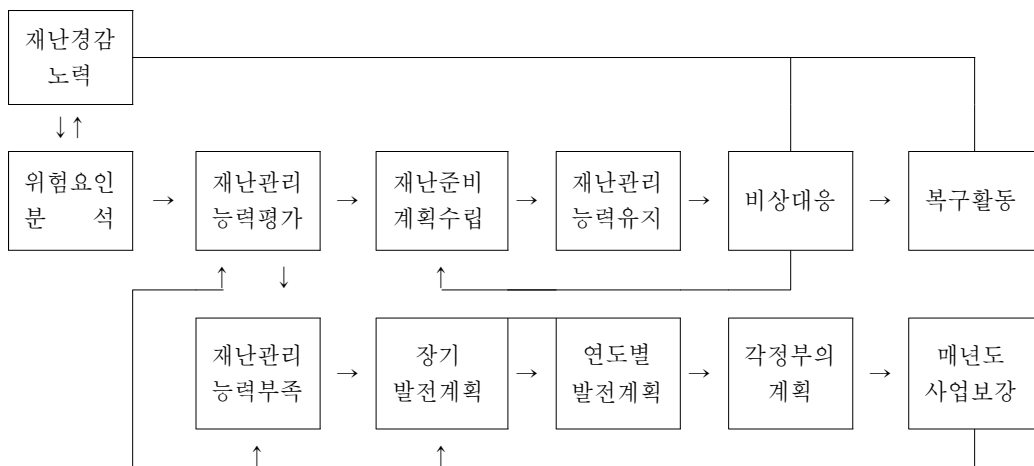 재난경감
노력
↓↑
위험요인
분 석
→
재난관리
능력평가
→
재난준비
계획수립
→
재난관리
능력유지
→
비상대응
→
복구활동
↑ ↓ ↑
재난관리
능력부족
→
장기
발전계획
→
연도별
발전계획
→
각정부의
계획
→
매년도
사업보강
↑ ↑